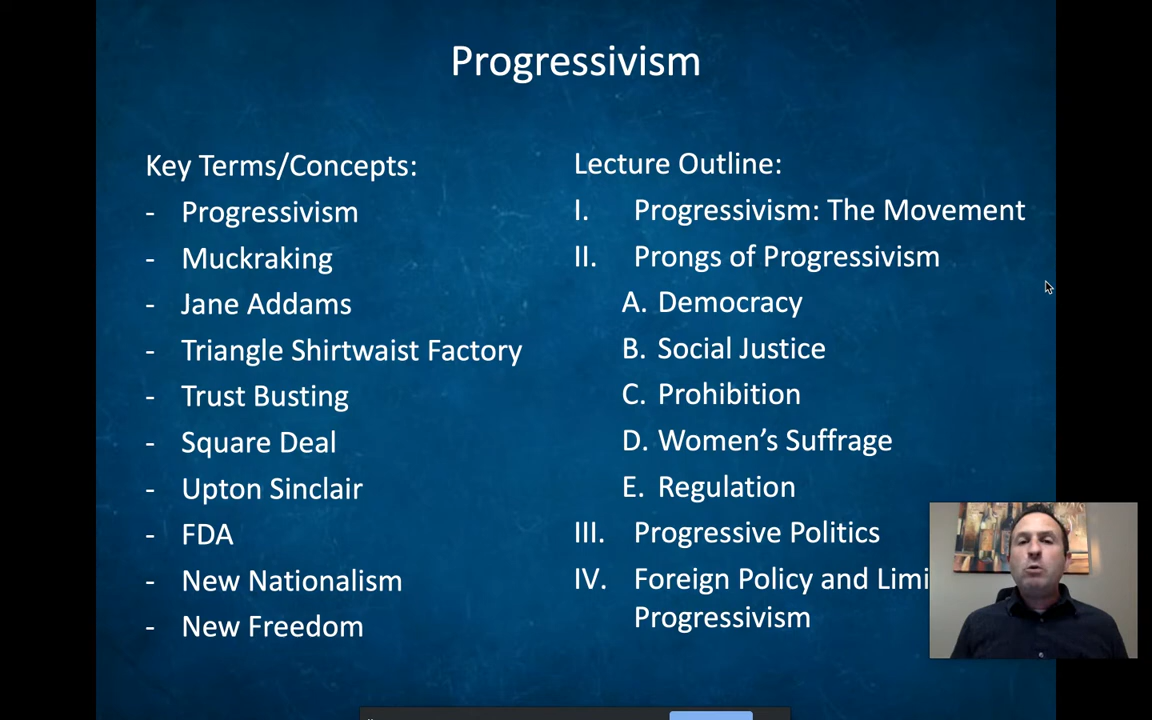 Progressivism
Key Terms/Concepts:
- Progressivism
- Muckraking
- Jane Addams
- Triangle Shirtwaist Factory
- Trust Busting
- Square Deal
- Upton Sinclair
- FDA
- New Nationalism
- New Freedom
Lecture Outline:
I. Progressivism: The Movement
II. Prongs of Progressivism
A. Democracy
B. Social Justice
C. Prohibition
D. Women’s Suffrage
E. Regulation
III. Progressive Politics
IV. Foreign Policy and
Progressivism